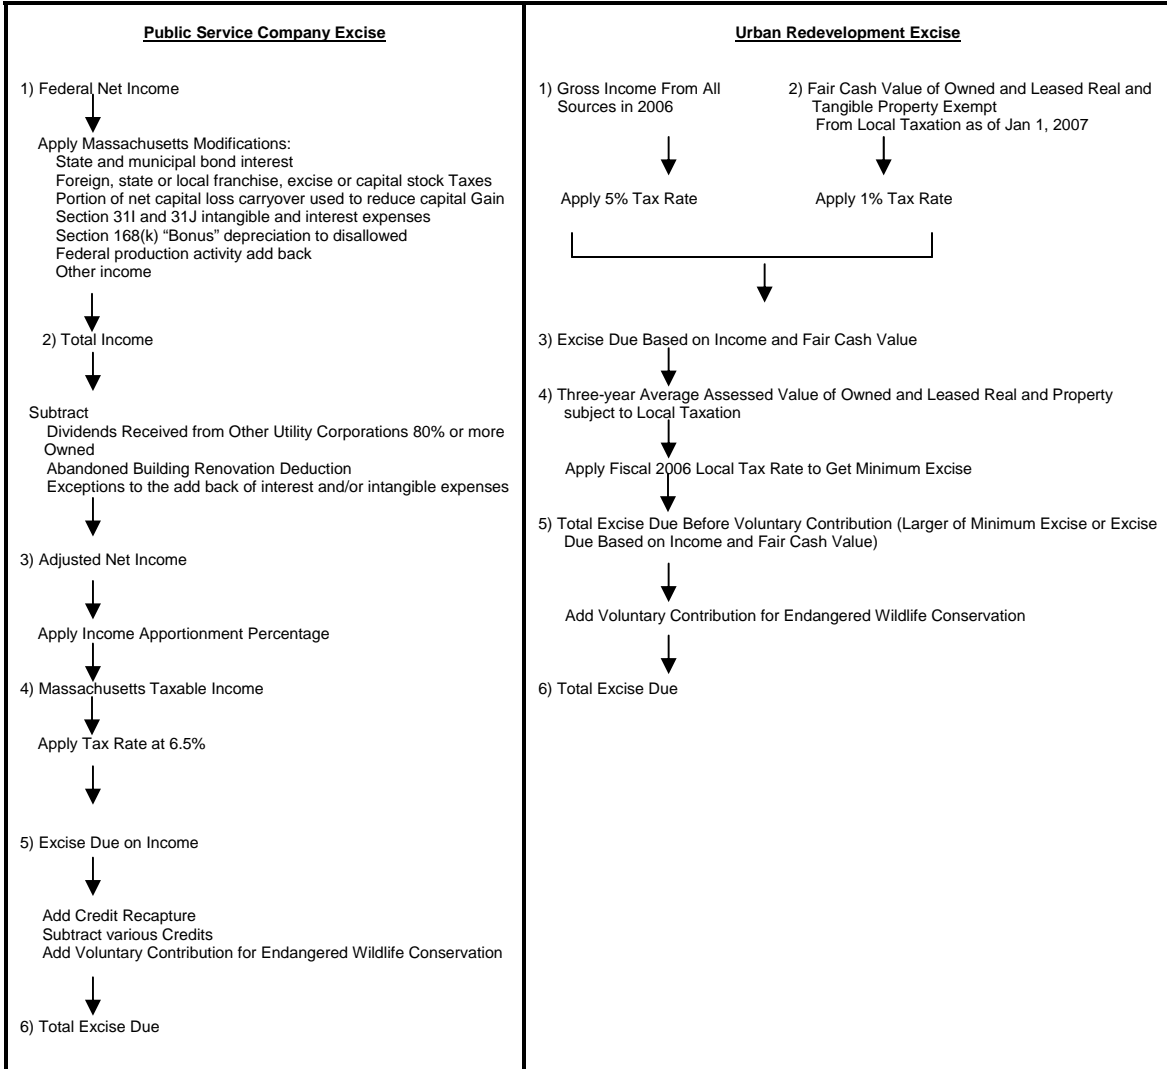 Public Service Company Excise
1) Federal Net Income
Apply Massachusetts Modifications:
State and municipal bond interest
Foreign, state or local franchise, excise or capital stock Taxes
Portion of net capital loss carryover used to reduce capital Gain
Section 31I and 31J intangible and interest expenses
Section 168(k) “Bonus” depreciation to disallowed
Federal production activity add back
Other income
2) Total Income
Subtract
Dividends Received from Other Utility Corporations 80% or more
Owned
Abandoned Building Renovation Deduction
Exceptions to the add back of interest and/or intangible expenses
3) Adjusted Net Income
Apply Income Apportionment Percentage
4) Massachusetts Taxable Income
Apply Tax Rate at 6.5%
5) Excise Due on Income
Add Credit Recapture
Subtract various Credits
Add Voluntary Contribution for Endangered Wildlife Conservation
6) Total Excise Due
Urban Redevelopment Excise
1) Gross Income From All
Sources in 2006
2) Fair Cash Value of Owned and Leased Real and
Tangible Property Exempt
From Local Taxation as of Jan 1, 2007
Apply 5% Tax Rate
Apply 1% Tax Rate
3) Excise Due Based on Income and Fair Cash Value
4) Three-year Average Assessed Value of Owned and Leased Real and Property
subject to Local Taxation
Apply Fiscal 2006 Local Tax Rate to Get Minimum Excise
5) Total Excise Due Before Voluntary Contribution (Larger of Minimum Excise or Excise
Due Based on Income and Fair Cash Value)
Add Voluntary Contribution for Endangered Wildlife Conservation
6) Total Excise Due